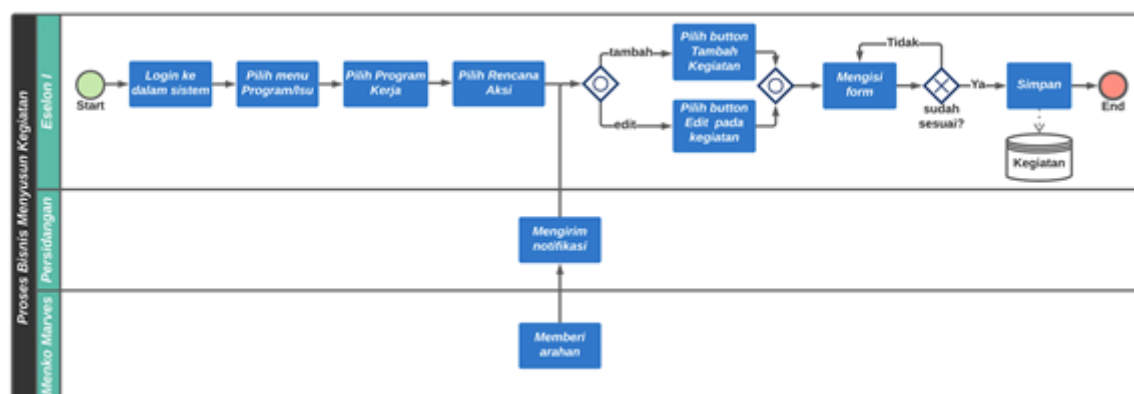 Proses Bisnis Menyusun Kegiatan
Eselon I
Start
Login ke
dalam sistem
Pilih menu
Program/Isu
Pilih Program
Kerja
Pilih Rencana
Aksi
tambah
edit
Pilih button
Tambah
Kegiatan
Pilih button
Edit pada
kegiatan
Mengisi
form
Tidak
sudah
sesuai?
Ya
Simpan
Kegiatan
End
Persidangan
Mengirim
notifikasi
Menko Marves
Memberi
arahan